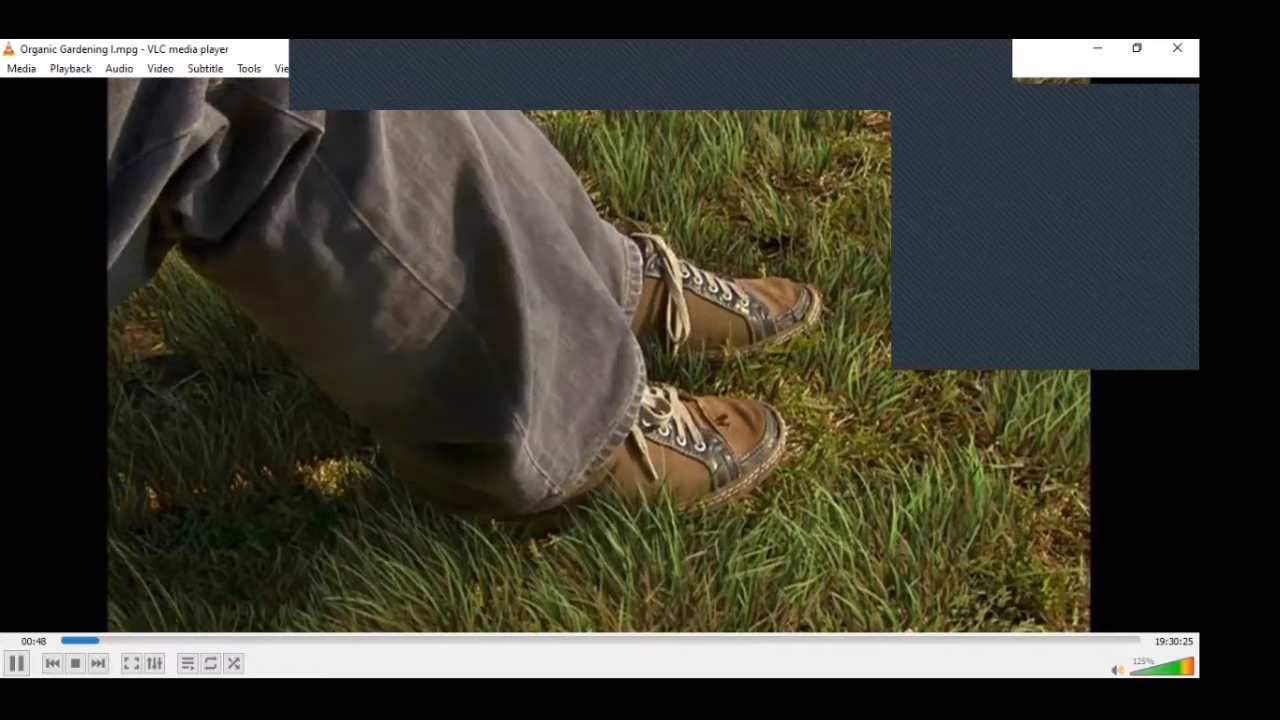 Organic Gardening I.mpg - VLC media player
Media Playback Audio Video Subtitle Tools
00:48
19:30:25
125%